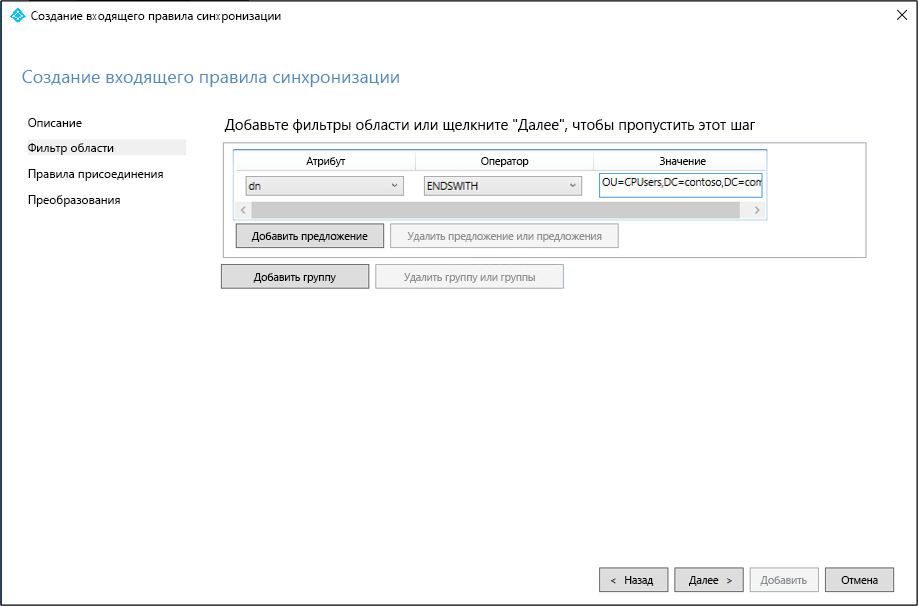 Создание входящего правила синхронизации
Создание входящего правила синхронизации
Описание
Фильтр области
Правила присоединения
Преобразования
Добавьте фильтры области или щелкните "Далее", чтобы пропустить этот шаг
Атрибут Оператор Значение
dn ENDSWITH OU=CPUsers,DC=contoso,DC=com
Добавить предложение Удалить предложение или предложения
Добавить группу Удалить группу или группы
< Назад Далее > Добавить Отмена